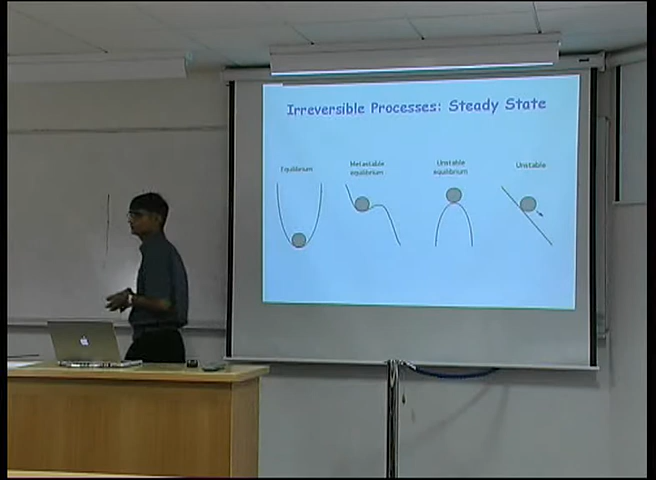 Irreversible Processes: Steady State
Equilibrium
Metastable
equilibrium
Unstable
equilibrium
Unstable